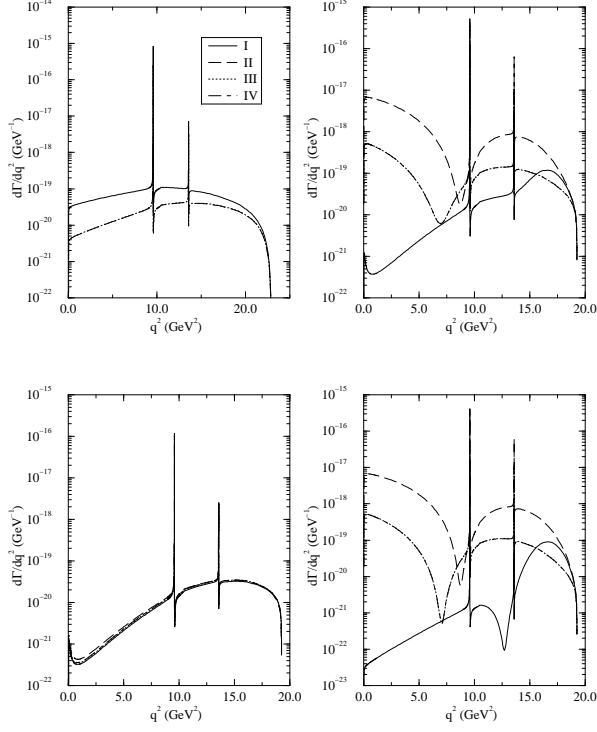 10⁻¹⁴
10⁻¹⁵
10⁻¹⁶
10⁻¹⁷
10⁻¹⁸
10⁻¹⁹
10⁻²⁰
10⁻²¹
10⁻²²
dΓ/dq² (GeV⁻¹)
I
II
III
IV
0.0 10.0 20.0
q² (GeV²)
10⁻¹⁵
10⁻¹⁶
10⁻¹⁷
10⁻¹⁸
10⁻¹⁹
10⁻²⁰
10⁻²¹
10⁻²²
dΓ/dq² (GeV⁻¹)
0.0 5.0 10.0 15.0 20.0
q² (GeV²)
10⁻¹⁵
10⁻¹⁶
10⁻¹⁷
10⁻¹⁸
10⁻¹⁹
10⁻²⁰
10⁻²¹
10⁻²²
dΓ/dq² (GeV⁻¹)
0.0 5.0 10.0 15.0 20.0
q² (GeV²)
10⁻¹⁵
10⁻¹⁶
10⁻¹⁷
10⁻¹⁸
10⁻¹⁹
10⁻²⁰
10⁻²¹
10⁻²²
10⁻²³
dΓ/dq² (GeV⁻¹)
0.0 5.0 10.0 15.0 20.0
q² (GeV²)